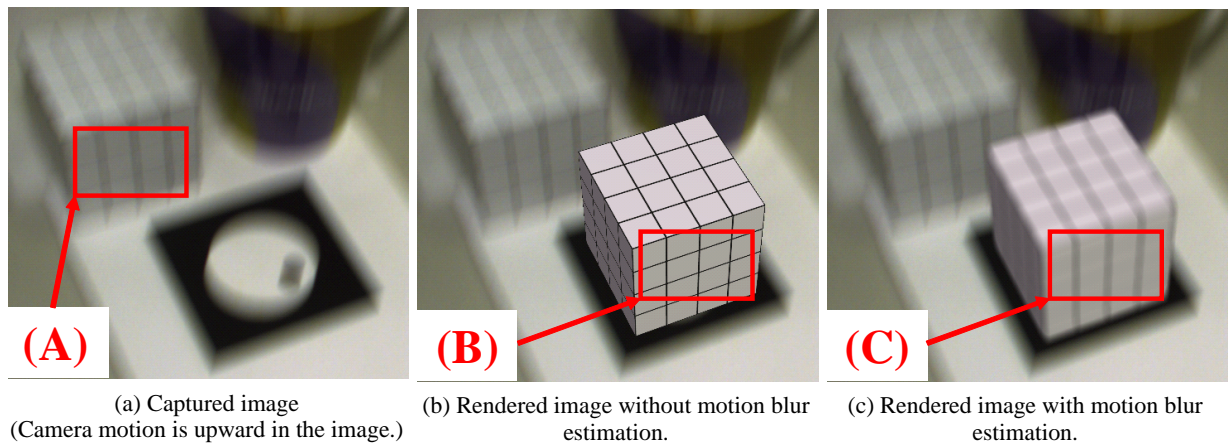 (A)
(B)
(C)
(a) Captured image
(Camera motion is upward in the image.)
(b) Rendered image without motion blur
estimation.
(c) Rendered image with motion blur
estimation.